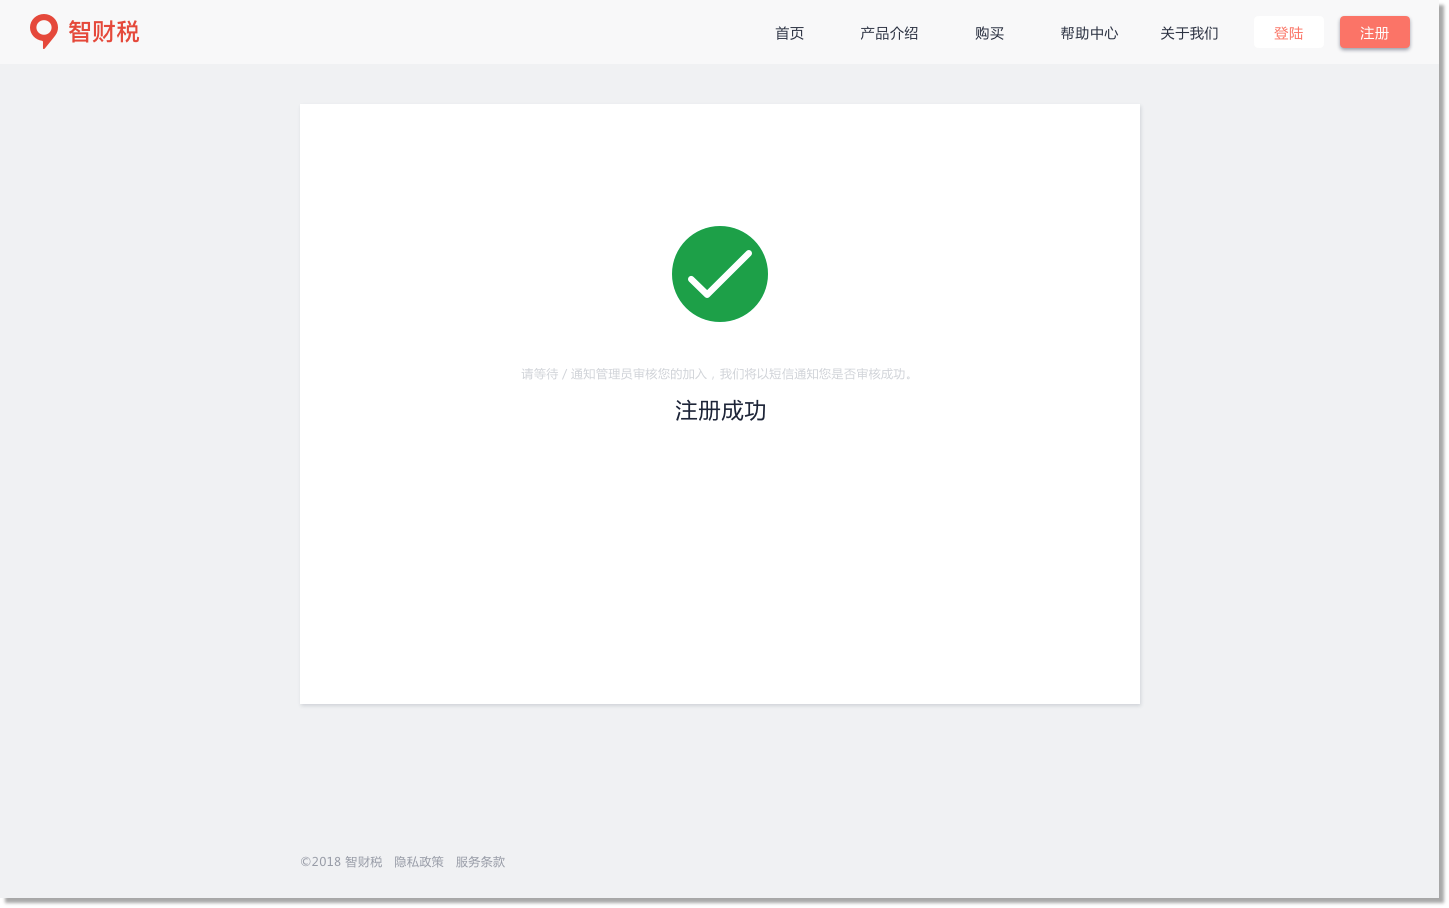 智财税
首页 产品介绍 购买 帮助中心 关于我们 登陆 注册
请等待 / 通知管理员审核您的加入，我们将以短信通知您是否审核成功。
注册成功
©2018 智财税 隐私政策 服务条款